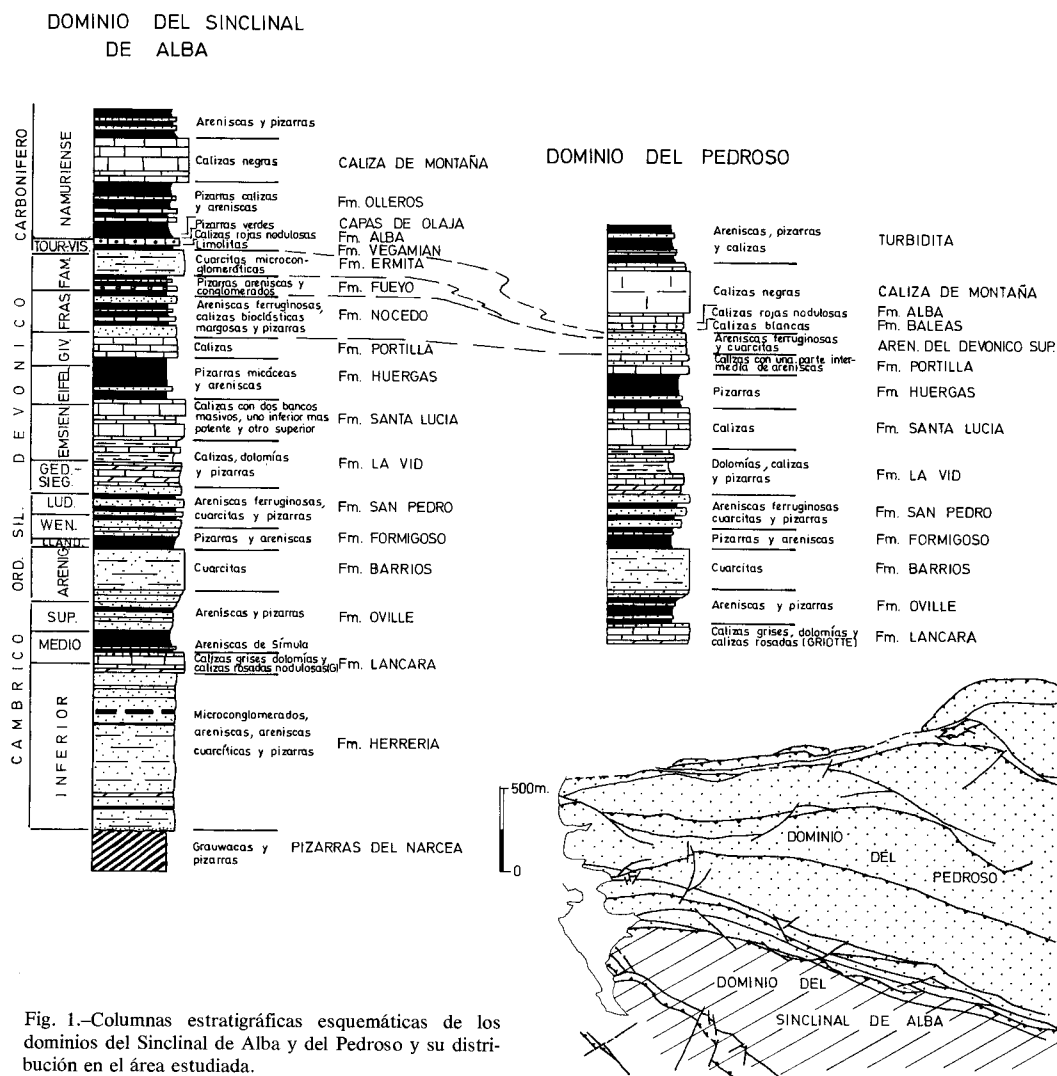 DOMINIO DEL SINCLINAL
DE ALBA
CARBONIFERO
NAMURIENSE
TOUR-VIS.
DEVONICO
FAM.
FRAS
GIV.
EIFEL
EMSIEN
GED.-
SIEG.
SIL.
LUD.
WEN.
LLAND.
ORD.
ARENIG
CAMBRICO
SUP.
MEDIO
INFERIOR
Areniscas y pizarras
Calizas negras CALIZA DE MONTAÑA
Pizarras calizas
y areniscas
Fm. OLLEROS
Pizarras verdes CAPAS DE OLAJA
Calizas rojas nodulosas Fm. ALBA
Limolitas Fm. VEGAMIAN
Cuarcitas microcon-
glomeráticas
Fm. ERMITA
Pizarras areniscas y
conglomerados
Fm. FUEYO
Areniscas ferruginosas,
calizas bioclásticas
margosas y pizarras
Fm. NOCEDO
Calizas Fm. PORTILLA
Pizarras micáceas
y areniscas
Fm. HUERGAS
Calizas con dos bancos
masivos, uno inferior mas
potente y otro superior
Fm. SANTA LUCIA
Calizas, dolomías
y pizarras
Fm. LA VID
Areniscas ferruginosas,
cuarcitas y pizarras
Fm. SAN PEDRO
Pizarras y areniscas Fm. FORMIGOSO
Cuarcitas Fm. BARRIOS
Areniscas y pizarras Fm. OVILLE
Areniscas de Símula
Calizas grises dolomías y
calizas rosadas nodulosas(G)
Fm. LANCARA
Microconglomerados,
areniscas, areniscas
cuarcíticas y pizarras
Fm. HERRERIA
Grauwacas y
pizarras
PIZARRAS DEL NARCEA
DOMINIO DEL PEDROSO
Areniscas, pizarras
y calizas
TURBIDITA
Calizas negras CALIZA DE MONTAÑA
Calizas rojas nodulosas Fm. ALBA
Calizas blancas Fm. BALEAS
Areniscas ferruginosas
y cuarcitas
AREN. DEL DEVONICO SUP.
Calizas con una parte inter-
media de areniscas
Fm. PORTILLA
Pizarras Fm. HUERGAS
Calizas Fm. SANTA LUCIA
Dolomías, calizas
y pizarras
Fm. LA VID
Areniscas ferruginosas
cuarcitas y pizarras
Fm. SAN PEDRO
Pizarras y areniscas Fm. FORMIGOSO
Cuarcitas Fm. BARRIOS
Areniscas y pizarras Fm. OVILLE
Calizas grises, dolomías y
calizas rosadas (GRIOTTE)
Fm. LANCARA
500m.
0
DOMINIO
DEL
PEDROSO
DOMINIO DEL
SINCLINAL DE ALBA
Fig. 1.–Columnas estratigráficas esquemáticas de los
dominios del Sinclinal de Alba y del Pedroso y su distri-
bución en el área estudiada.